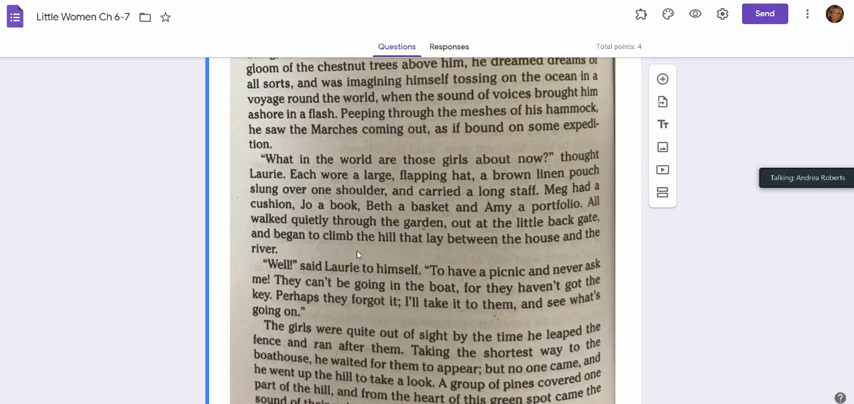 Little Women Ch 6-7
Send
Questions
Responses
Total points: 4
gloom of the chestnut trees above him, he dreamed dreams of
all sorts, and was imagining himself tossing on the ocean in a
voyage round the world, when the sound of voices brought him
ashore in a flash. Peeping through the meshes of his hammock,
he saw the Marches coming out, as if bound on some expedi-
tion.
"What in the world are those girls about now?" thought
Laurie. Each wore a large, flapping hat, a brown linen pouch
slung over one shoulder, and carried a long staff. Meg had a
cushion, Jo a book, Beth a basket and Amy a portfolio. All
walked quietly through the garden, out at the little back gate,
and began to climb the hill that lay between the house and the
river.
"Well!" said Laurie to himself. "To have a picnic and never ask
me! They can't be going in the boat, for they haven't got the
key. Perhaps they forgot it; I'll take it to them, and see what's
going on."
The girls were quite out of sight by the time he leaped the
fence and ran after them. Taking the shortest way to the
boathouse, he waited for them to appear; but no one came, and
he went up the hill to take a look. A group of pines covered one
part of the hill, and from the heart of this green spot came the
Tт
Talking: Andrea Roberts